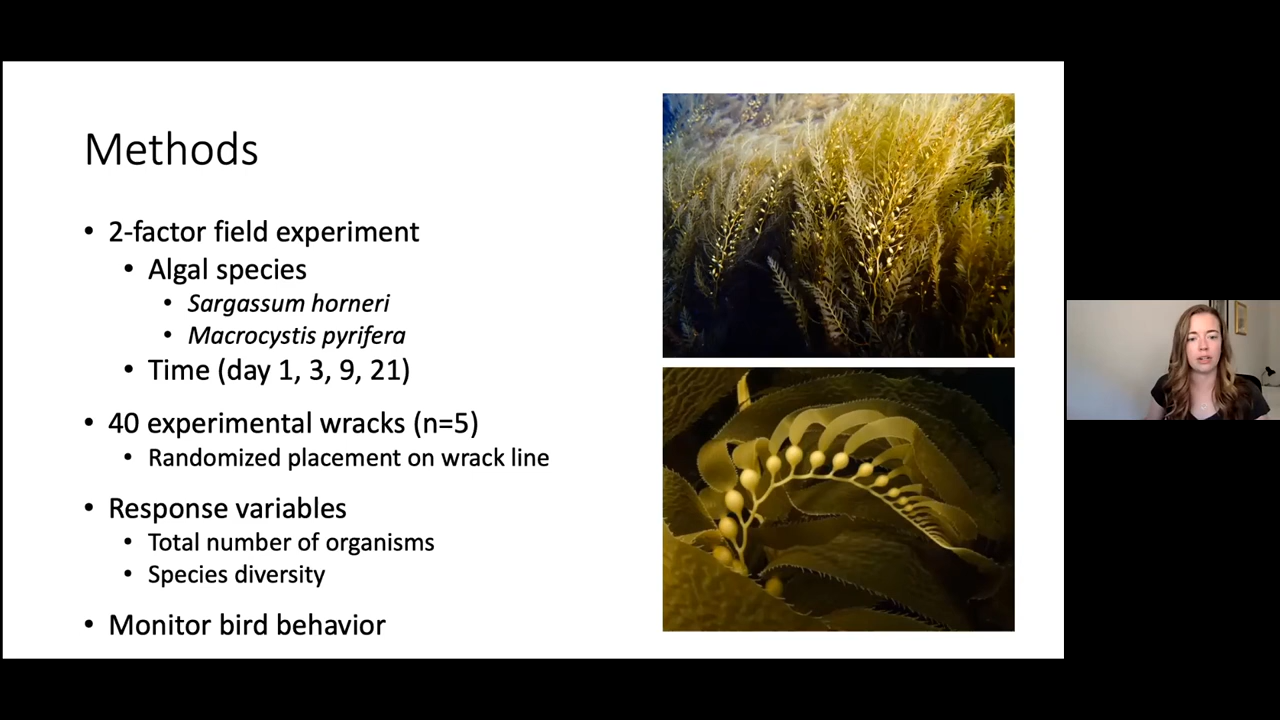 Methods
• 2-factor field experiment
• Algal species
• Sargassum horneri
• Macrocystis pyrifera
• Time (day 1, 3, 9, 21)
• 40 experimental wracks (n=5)
• Randomized placement on wrack line
• Response variables
• Total number of organisms
• Species diversity
• Monitor bird behavior